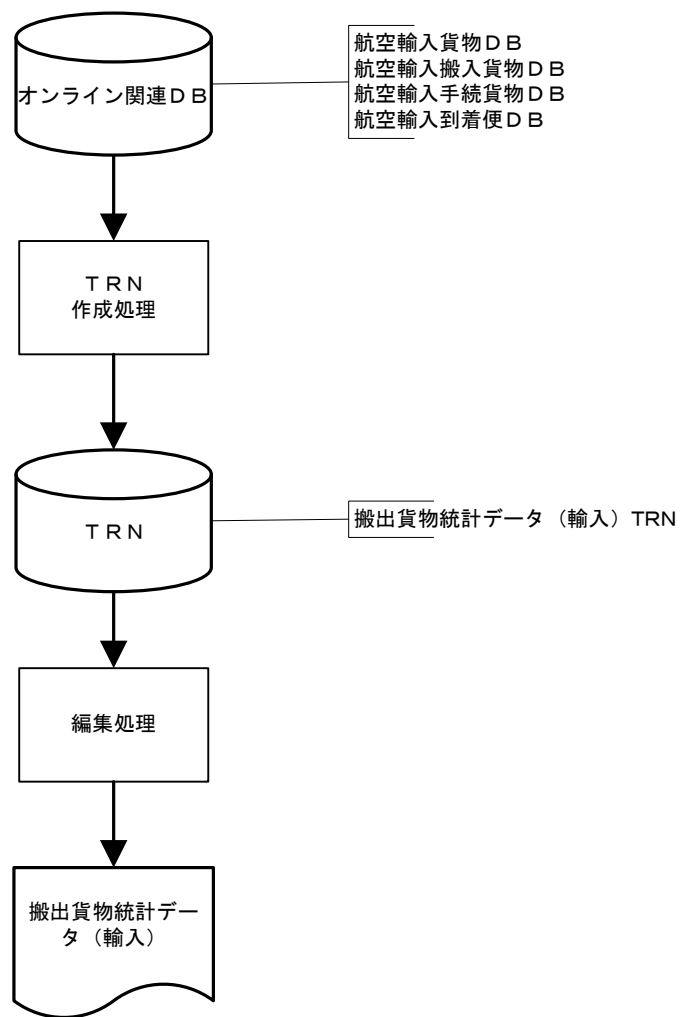 オンライン関連ＤＢ
航空輸入貨物ＤＢ
航空輸入搬入貨物ＤＢ
航空輸入手続貨物ＤＢ
航空輸入到着便ＤＢ
ＴＲＮ
作成処理
ＴＲＮ
搬出貨物統計データ（輸入）TRN
編集処理
搬出貨物統計デー
タ（輸入）